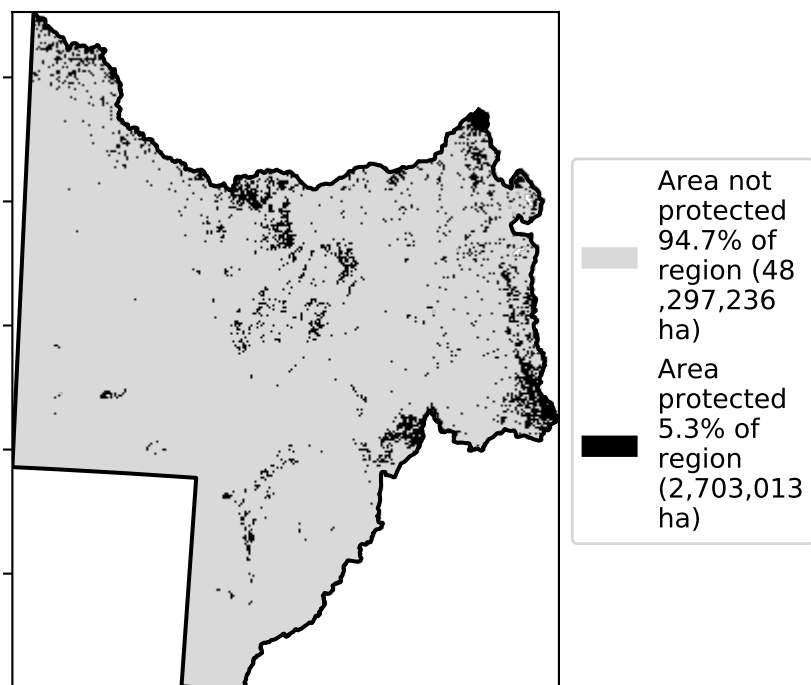 Area not
protected
94.7% of
region (48
,297,236
ha)
Area
protected
5.3% of
region
(2,703,013
ha)